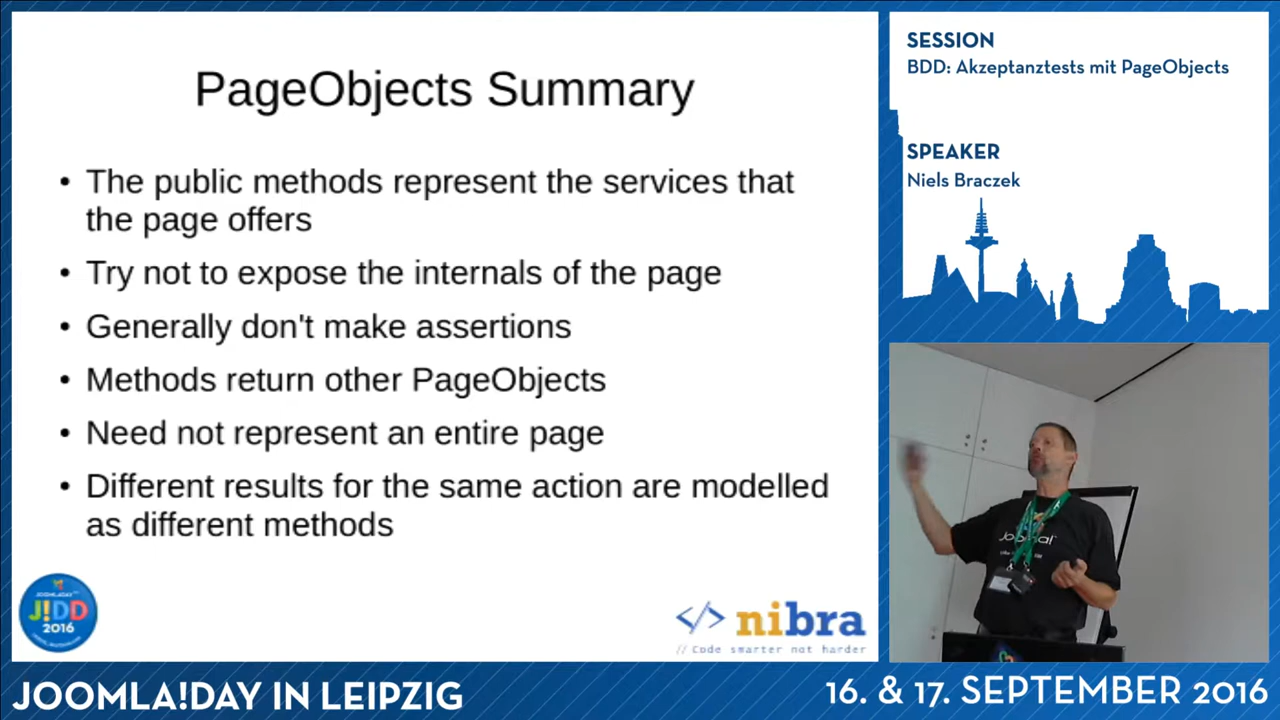 PageObjects Summary
• The public methods represent the services that
the page offers
• Try not to expose the internals of the page
• Generally don't make assertions
• Methods return other PageObjects
• Need not represent an entire page
• Different results for the same action are modelled
as different methods
J!DD
2016
</> nibra
// Code smarter not harder
SESSION
BDD: Akzeptanztests mit PageObjects
SPEAKER
Niels Braczek
Joomla!
JOOMLA!DAY IN LEIPZIG
16. & 17. SEPTEMBER 2016